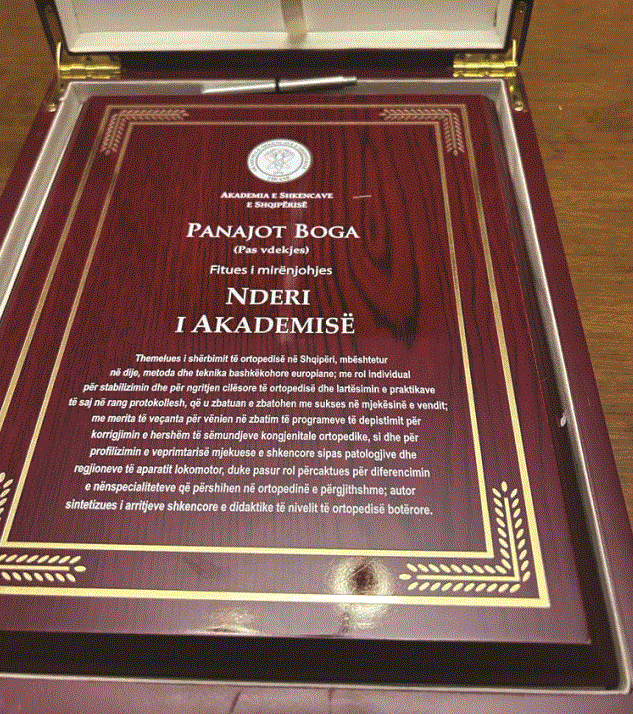 AKADEMIA E SHKENCAVE
E SHQIPËRISË
PANAJOT BOGA
(Pas vdekjes)
Fitues i mirënjohjes
NDERI
I AKADEMISË
Themelues i shërbimit të ortopedisë në Shqipëri, mbështetur
në dije, metoda dhe teknika bashkëkohore europiane; me rol individual
për stabilizimin dhe për ngritjen cilësore të ortopedisë dhe lartësimin e praktikave
të saj në rang protokollesh, që u zbatuan e zbatohen me sukses në mjekësinë e vendit;
me merita të veçanta për vënien në zbatim të programeve të depistimit për
korrigjimin e hershëm të sëmundjeve kongjenitale ortopedike, si dhe për
profilizimin e veprimtarisë mjekuese e shkencore sipas patologjive dhe
regjioneve të aparatit lokomotor, duke pasur rol përcaktues për diferencimin
e nënspecialiteteve që përshihen në ortopedinë e përgjithshme; autor
sintetizues i arritjeve shkencore e didaktike të nivelit të ortopedisë botërore.